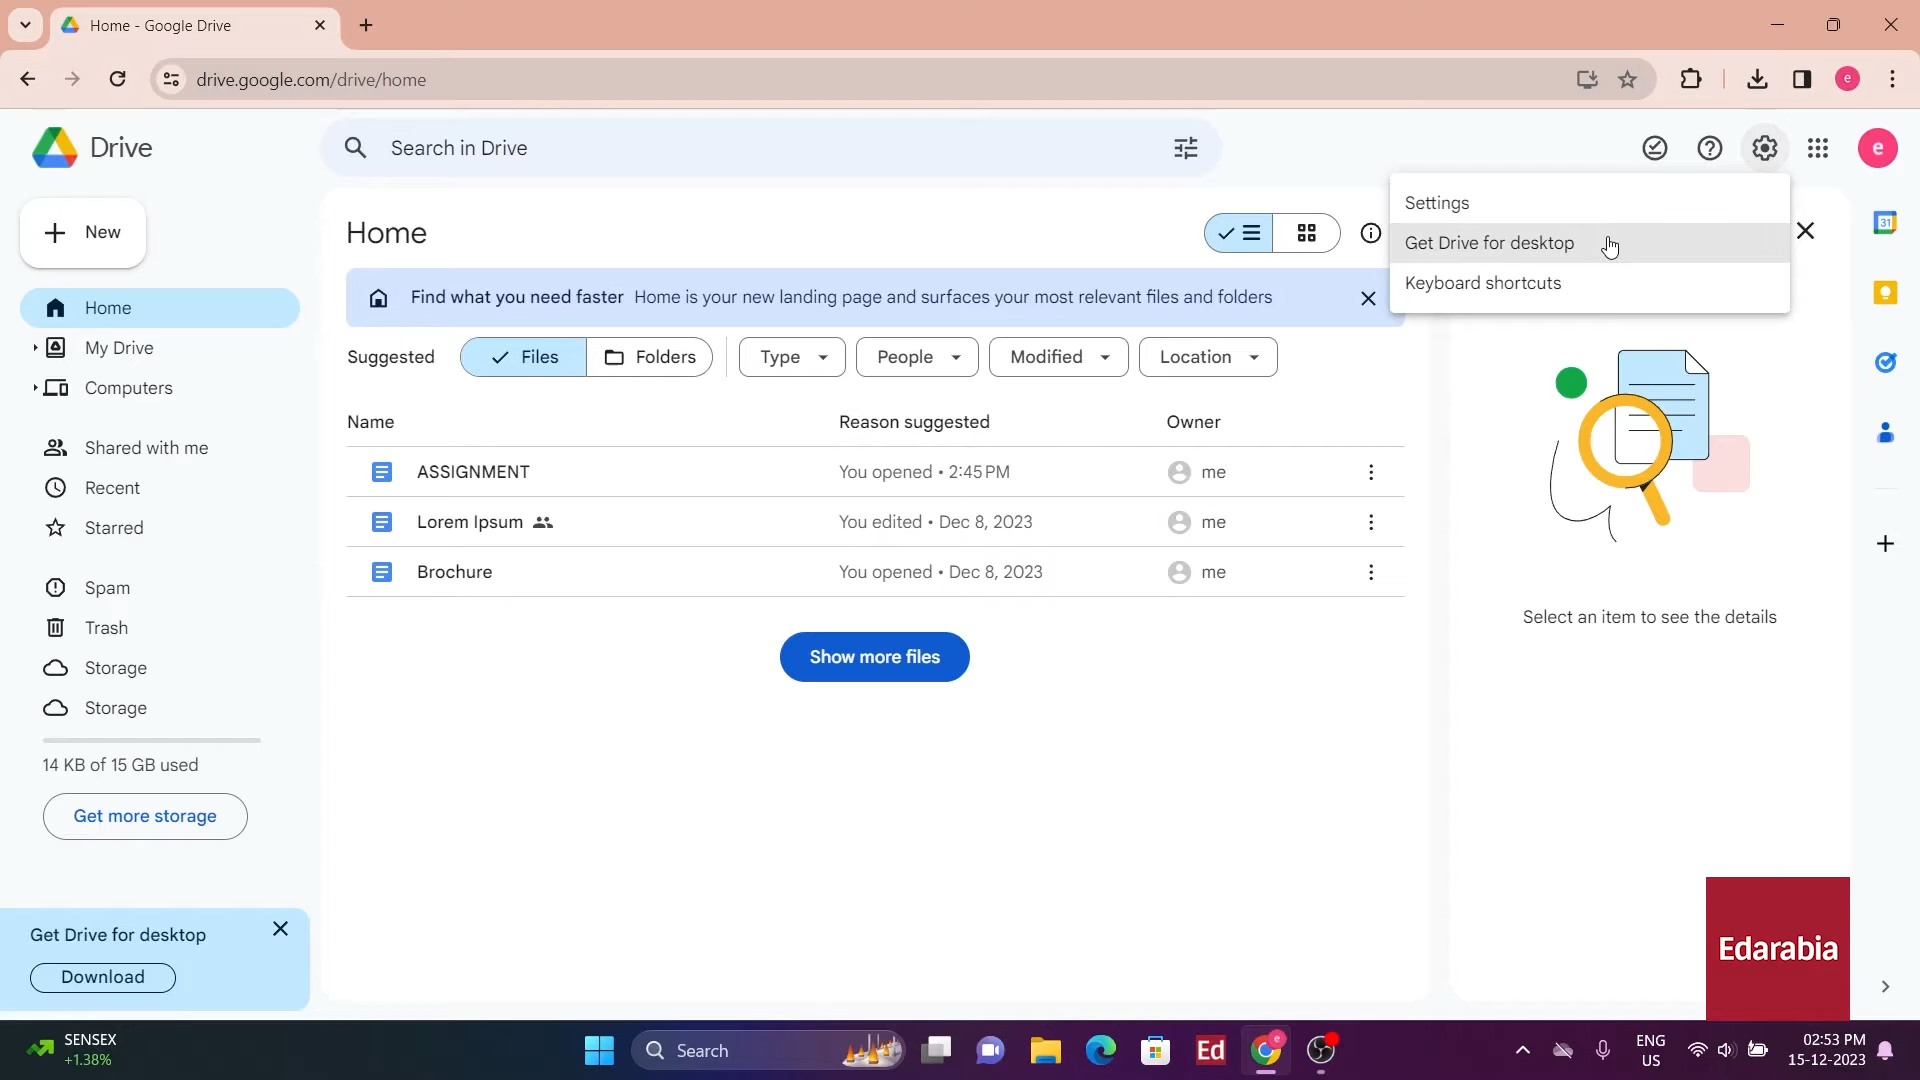 Home - Google Drive
drive.google.com/drive/home
e
Drive
Search in Drive
e
New
Home
Settings
Get Drive for desktop
Keyboard shortcuts
31
Find what you need faster Home is your new landing page and surfaces your most relevant files and folders
Home
My Drive
Computers
Shared with me
Recent
Starred
Spam
Trash
Storage
Storage
14 KB of 15 GB used
Get more storage
Get Drive for desktop
Download
Suggested Files Folders Type People Modified Location
Name Reason suggested Owner
ASSIGNMENT You opened • 2:45 PM me
Lorem Ipsum You edited • Dec 8, 2023 me
Brochure You opened • Dec 8, 2023 me
Show more files
Select an item to see the details
Edarabia
SENSEX
+1.38%
Search
Ed
e
ENG
US
02:53 PM
15-12-2023